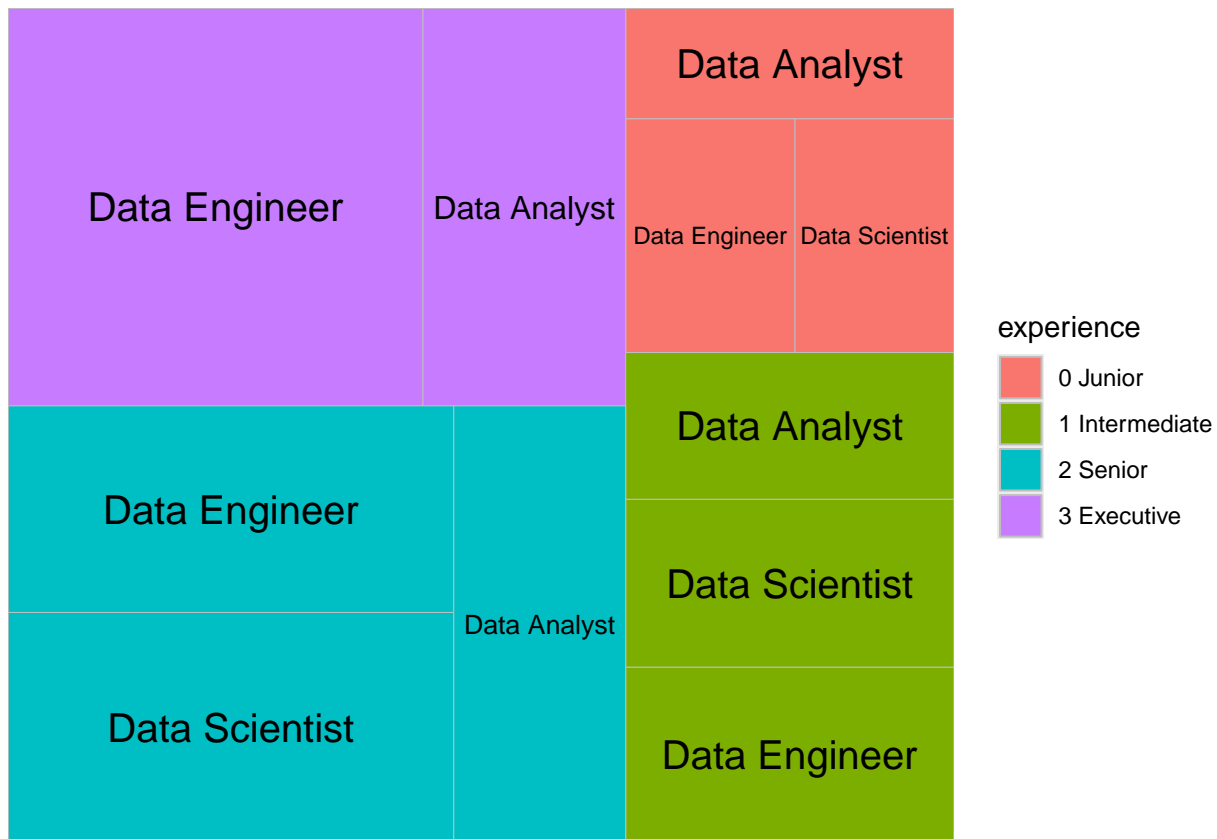 Data Engineer
Data Analyst
Data Engineer
Data Scientist
Data Analyst
Data Analyst
Data Engineer
Data Scientist
Data Analyst
Data Scientist
Data Engineer
experience
0 Junior
1 Intermediate
2 Senior
3 Executive